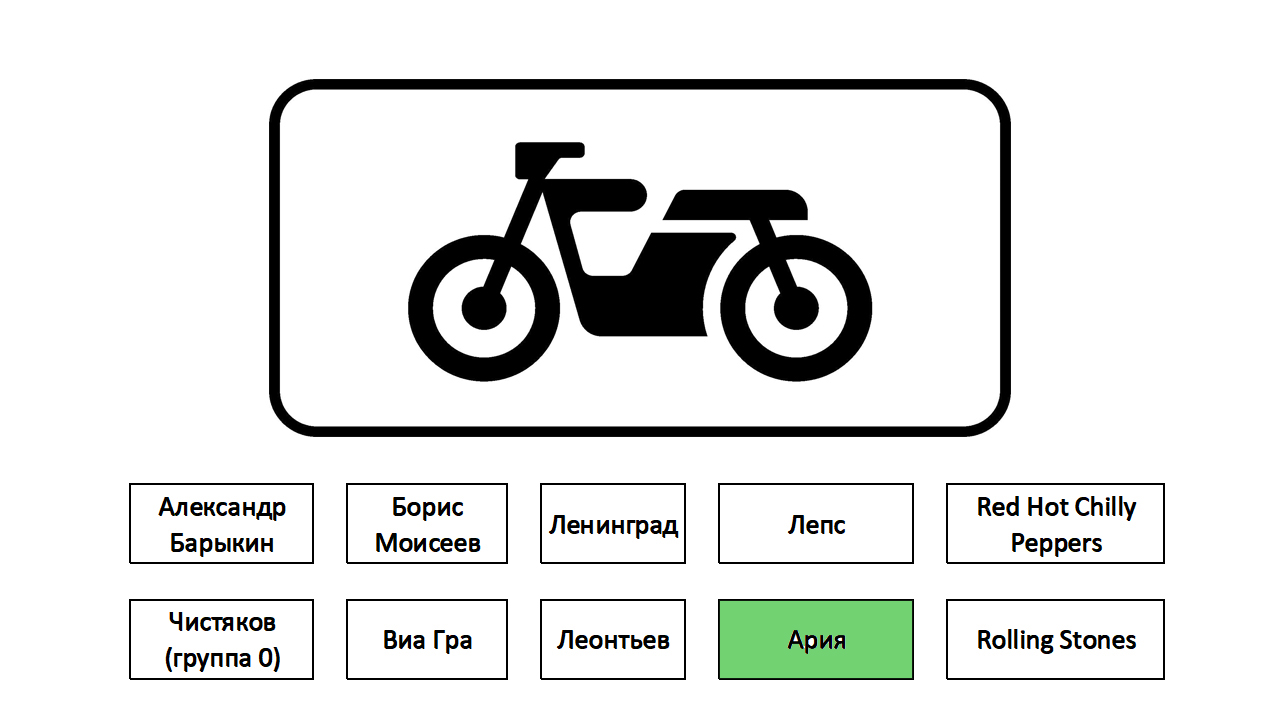 Александр
Барыкин
Борис
Моисеев
Ленинград
Лепс
Red Hot Chilly
Peppers
Чистяков
(группа 0)
Виа Гра
Леонтьев
Ария
Rolling Stones